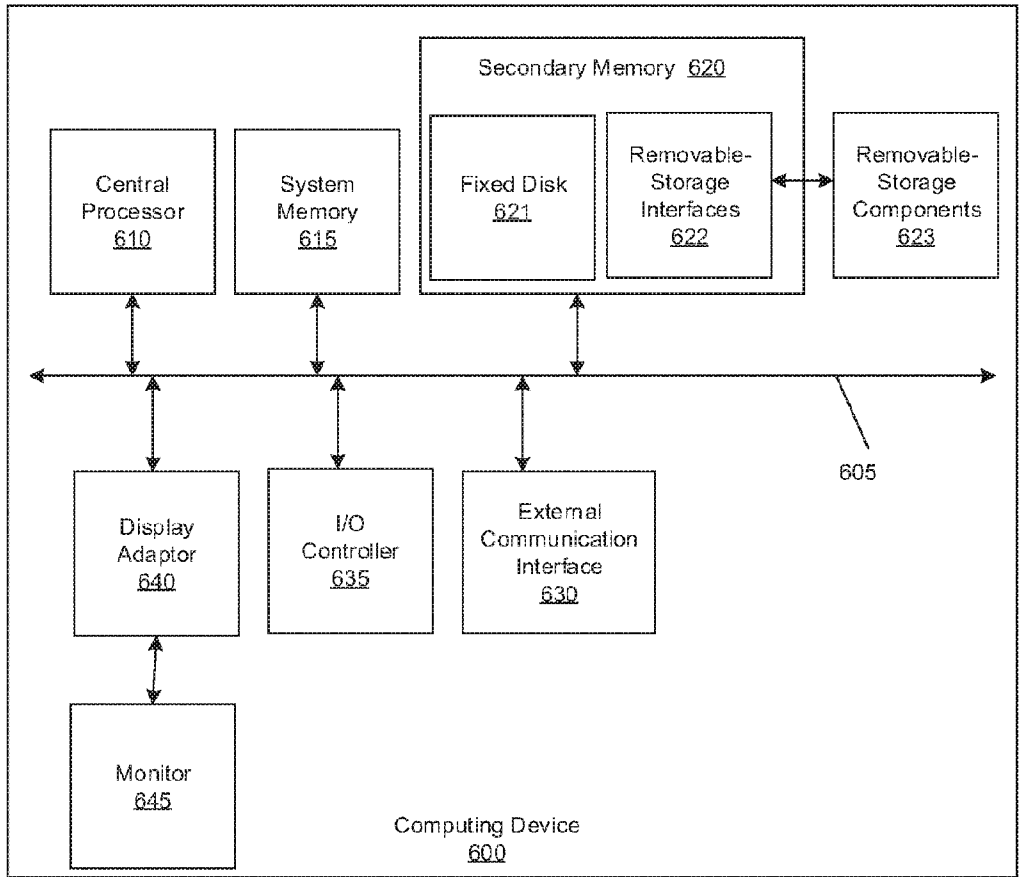 Secondary Memory 620
Central
Processor
610
System
Memory
615
Fixed Disk
621
Removable-
Storage
Interfaces
622
Removable-
Storage
Components
623
605
Display
Adaptor
640
I/O
Controller
635
External
Communication
Interface
630
Monitor
645
Computing Device
600